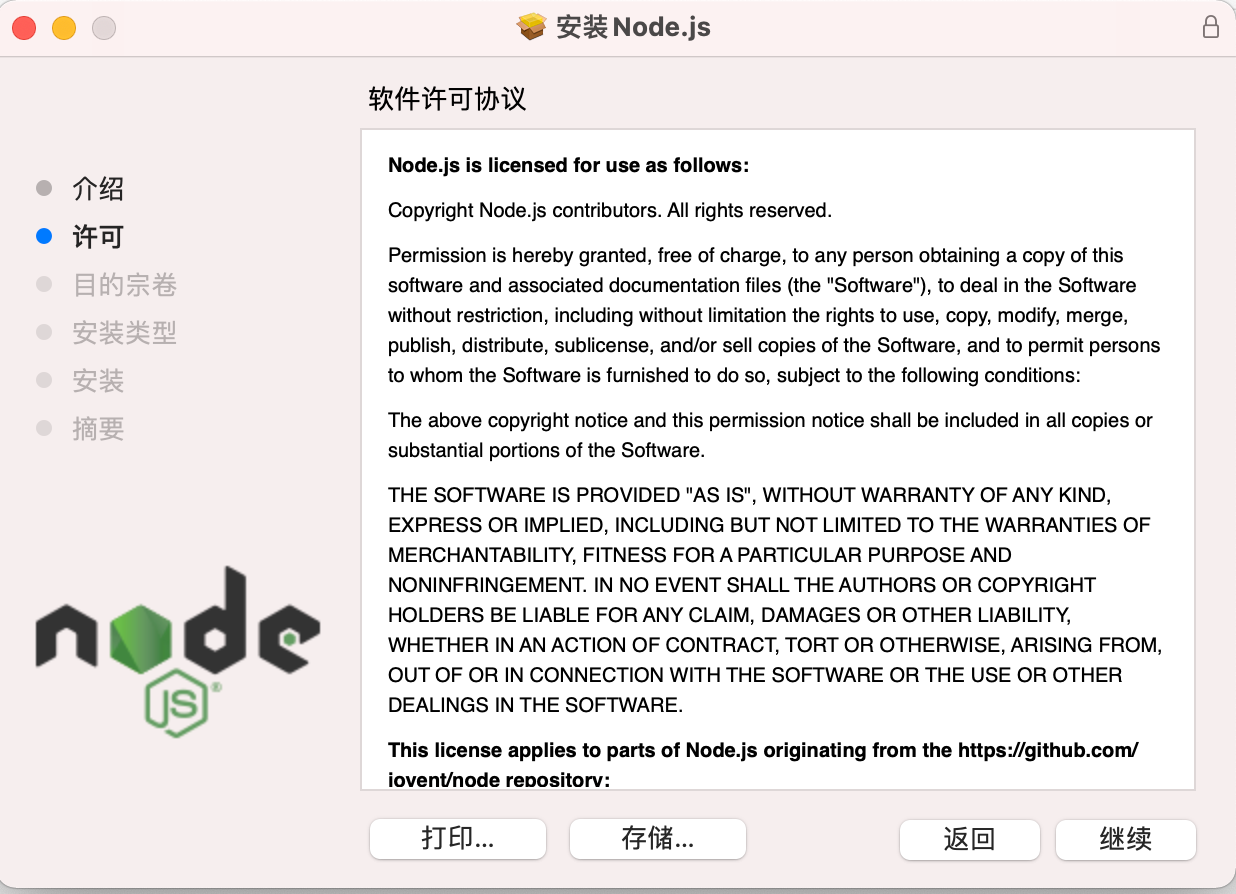 安装 Node.js
软件许可协议
介绍
许可
目的宗卷
安装类型
安装
摘要
node
JS®
Node.js is licensed for use as follows:
Copyright Node.js contributors. All rights reserved.
Permission is hereby granted, free of charge, to any person obtaining a copy of this
software and associated documentation files (the "Software"), to deal in the Software
without restriction, including without limitation the rights to use, copy, modify, merge,
publish, distribute, sublicense, and/or sell copies of the Software, and to permit persons
to whom the Software is furnished to do so, subject to the following conditions:
The above copyright notice and this permission notice shall be included in all copies or
substantial portions of the Software.
THE SOFTWARE IS PROVIDED "AS IS", WITHOUT WARRANTY OF ANY KIND,
EXPRESS OR IMPLIED, INCLUDING BUT NOT LIMITED TO THE WARRANTIES OF
MERCHANTABILITY, FITNESS FOR A PARTICULAR PURPOSE AND
NONINFRINGEMENT. IN NO EVENT SHALL THE AUTHORS OR COPYRIGHT
HOLDERS BE LIABLE FOR ANY CLAIM, DAMAGES OR OTHER LIABILITY,
WHETHER IN AN ACTION OF CONTRACT, TORT OR OTHERWISE, ARISING FROM,
OUT OF OR IN CONNECTION WITH THE SOFTWARE OR THE USE OR OTHER
DEALINGS IN THE SOFTWARE.
This license applies to parts of Node.js originating from the https://github.com/
joyent/node repository:
打印...
存储...
返回
继续